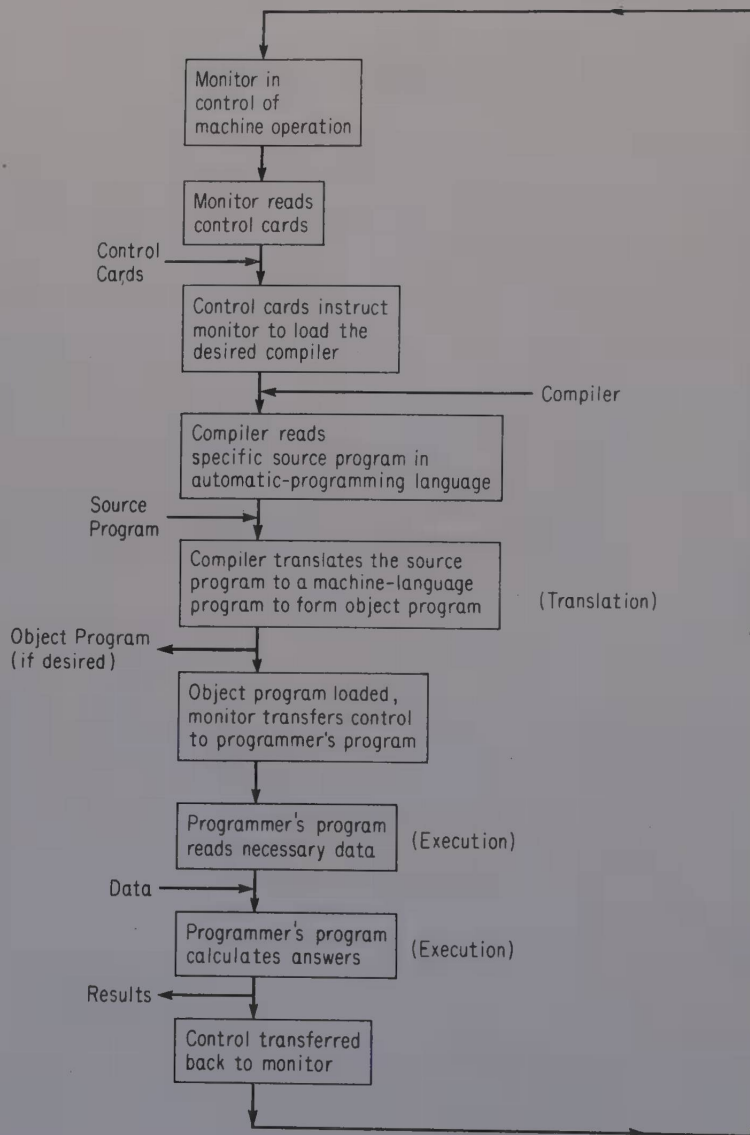 Monitor in
control of
machine operation
Monitor reads
control cards
Control
Cards
Control cards instruct
monitor to load the
desired compiler
Compiler
Compiler reads
specific source program in
automatic-programming language
Source
Program
Compiler translates the source
program to a machine-language
program to form object program
(Translation)
Object Program
(if desired)
Object program loaded,
monitor transfers control
to programmer's program
Programmer's program
reads necessary data
(Execution)
Data
Programmer's program
calculates answers
(Execution)
Results
Control transferred
back to monitor